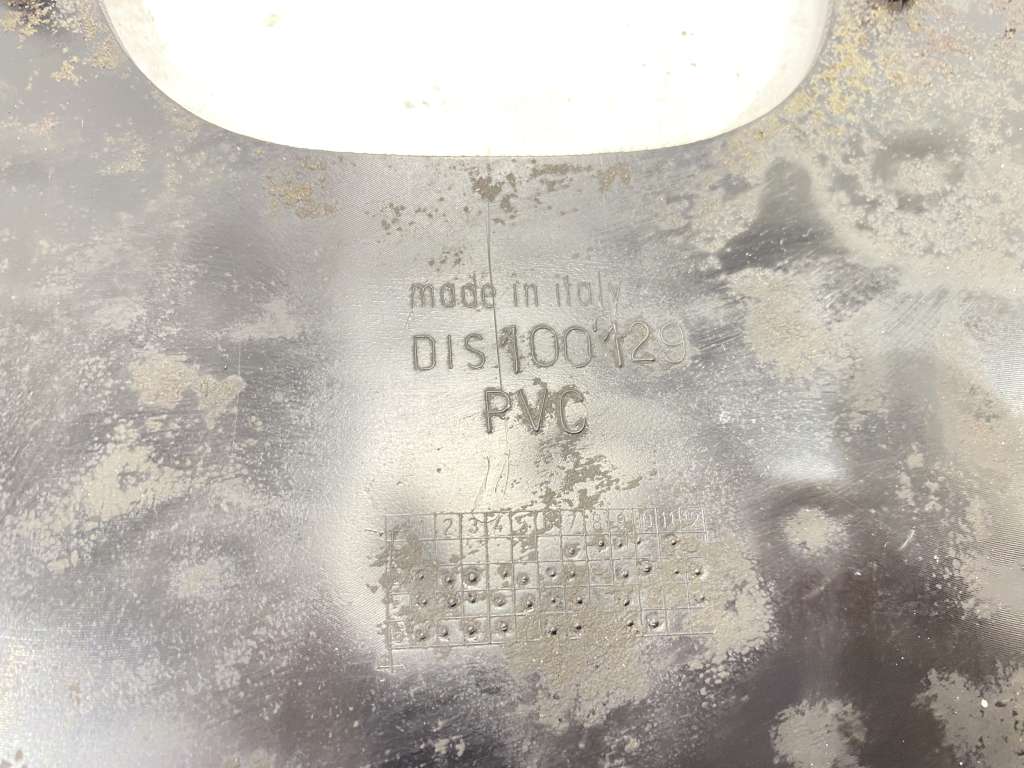 made in italy
DIS.100129
PVC
1 2 3 4 5 6 7 8 9 10 11 12